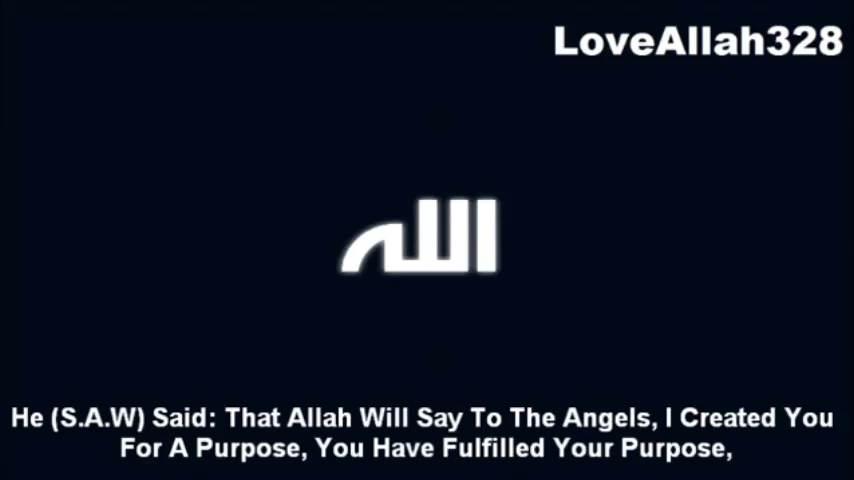 LoveAllah328
الله
He (S.A.W) Said: That Allah Will Say To The Angels, I Created You
For A Purpose, You Have Fulfilled Your Purpose,